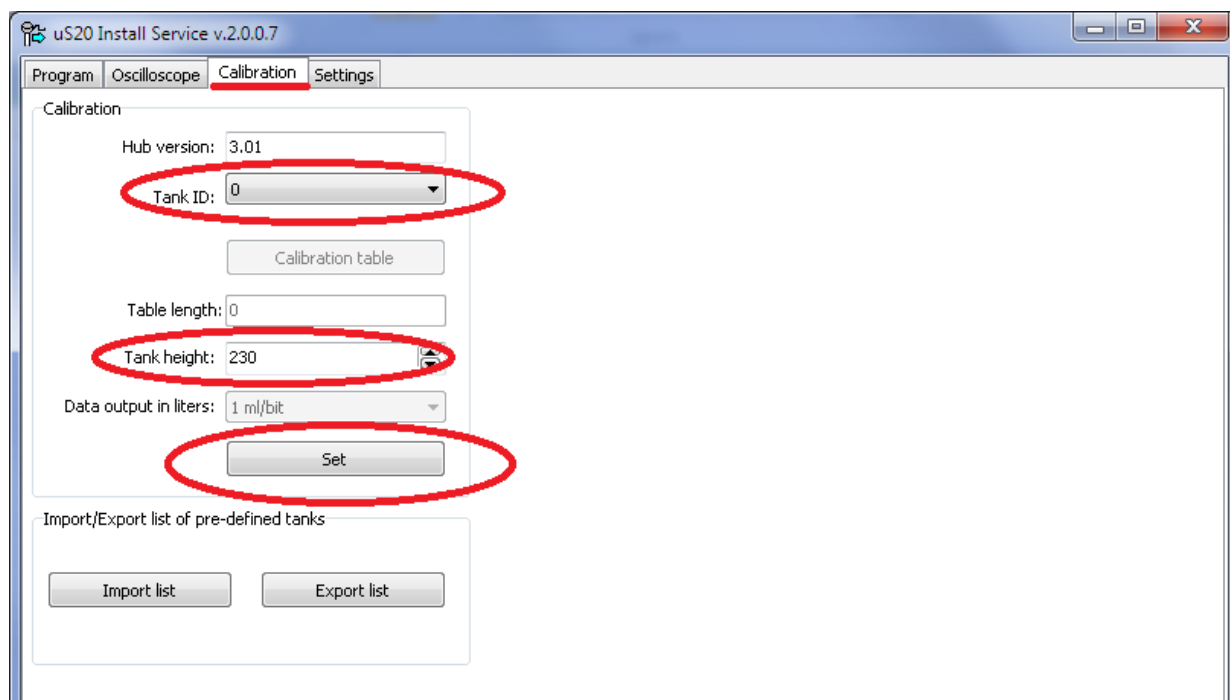 uS20 Install Service v.2.0.0.7
Program Oscilloscope Calibration Settings
Calibration
Hub version: 3.01
Tank ID: 0
Calibration table
Table length: 0
Tank height: 230
Data output in liters: 1 ml/bit
Set
Import/Export list of pre-defined tanks
Import list Export list